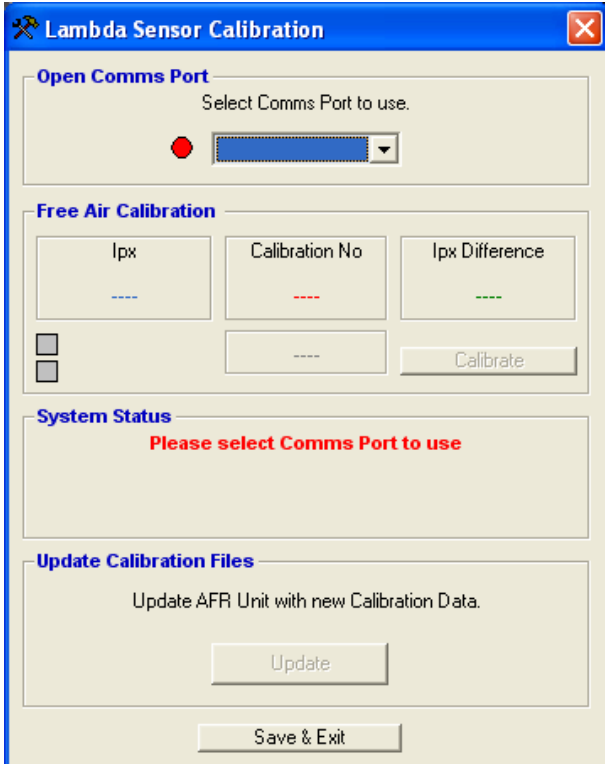 Lambda Sensor Calibration
Open Comms Port
Select Comms Port to use.
Free Air Calibration
Ipx
Calibration No
Ipx Difference
----
----
----
----
Calibrate
System Status
Please select Comms Port to use
Update Calibration Files
Update AFR Unit with new Calibration Data.
Update
Save & Exit